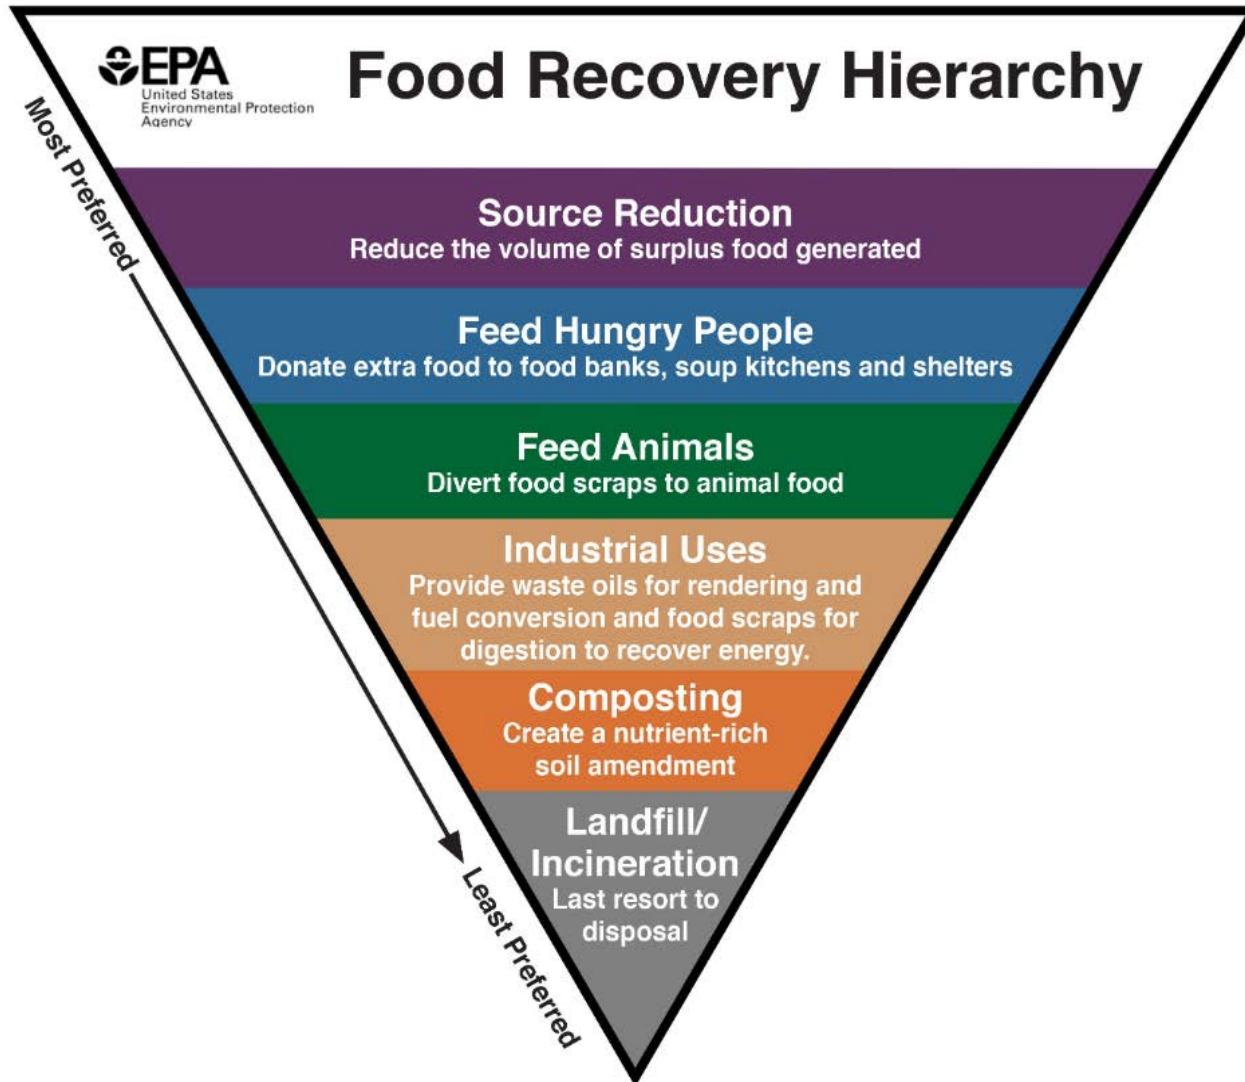 EPA
United States
Environmental Protection
Agency
Food Recovery Hierarchy
Most Preferred
Source Reduction
Reduce the volume of surplus food generated
Feed Hungry People
Donate extra food to food banks, soup kitchens and shelters
Feed Animals
Divert food scraps to animal food
Industrial Uses
Provide waste oils for rendering and
fuel conversion and food scraps for
digestion to recover energy.
Composting
Create a nutrient-rich
soil amendment
Landfill/
Incineration
Last resort to
disposal
Least Preferred